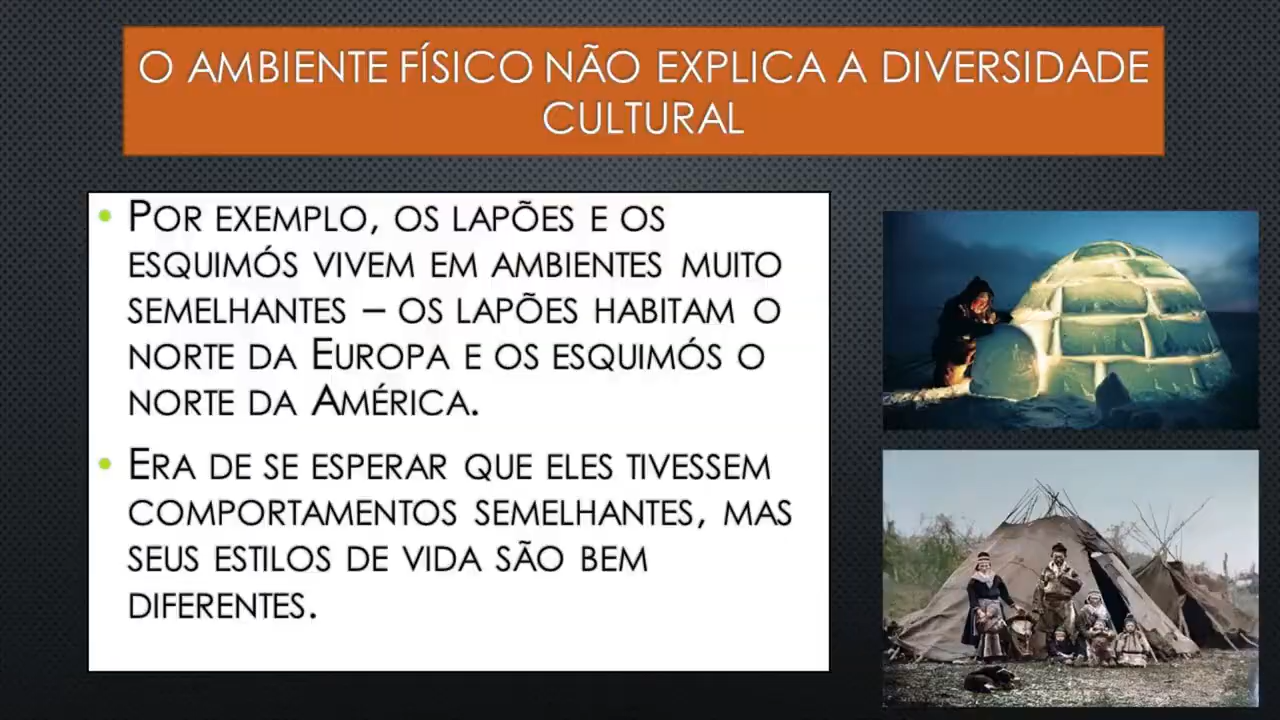 O AMBIENTE FÍSICO NÃO EXPLICA A DIVERSIDADE
CULTURAL
• POR EXEMPLO, OS LAPÕES E OS
ESQUIMÓS VIVEM EM AMBIENTES MUITO
SEMELHANTES – OS LAPÕES HABITAM O
NORTE DA EUROPA E OS ESQUIMÓS O
NORTE DA AMÉRICA.
• ERA DE SE ESPERAR QUE ELES TIVESSEM
COMPORTAMENTOS SEMELHANTES, MAS
SEUS ESTILOS DE VIDA SÃO BEM
DIFERENTES.